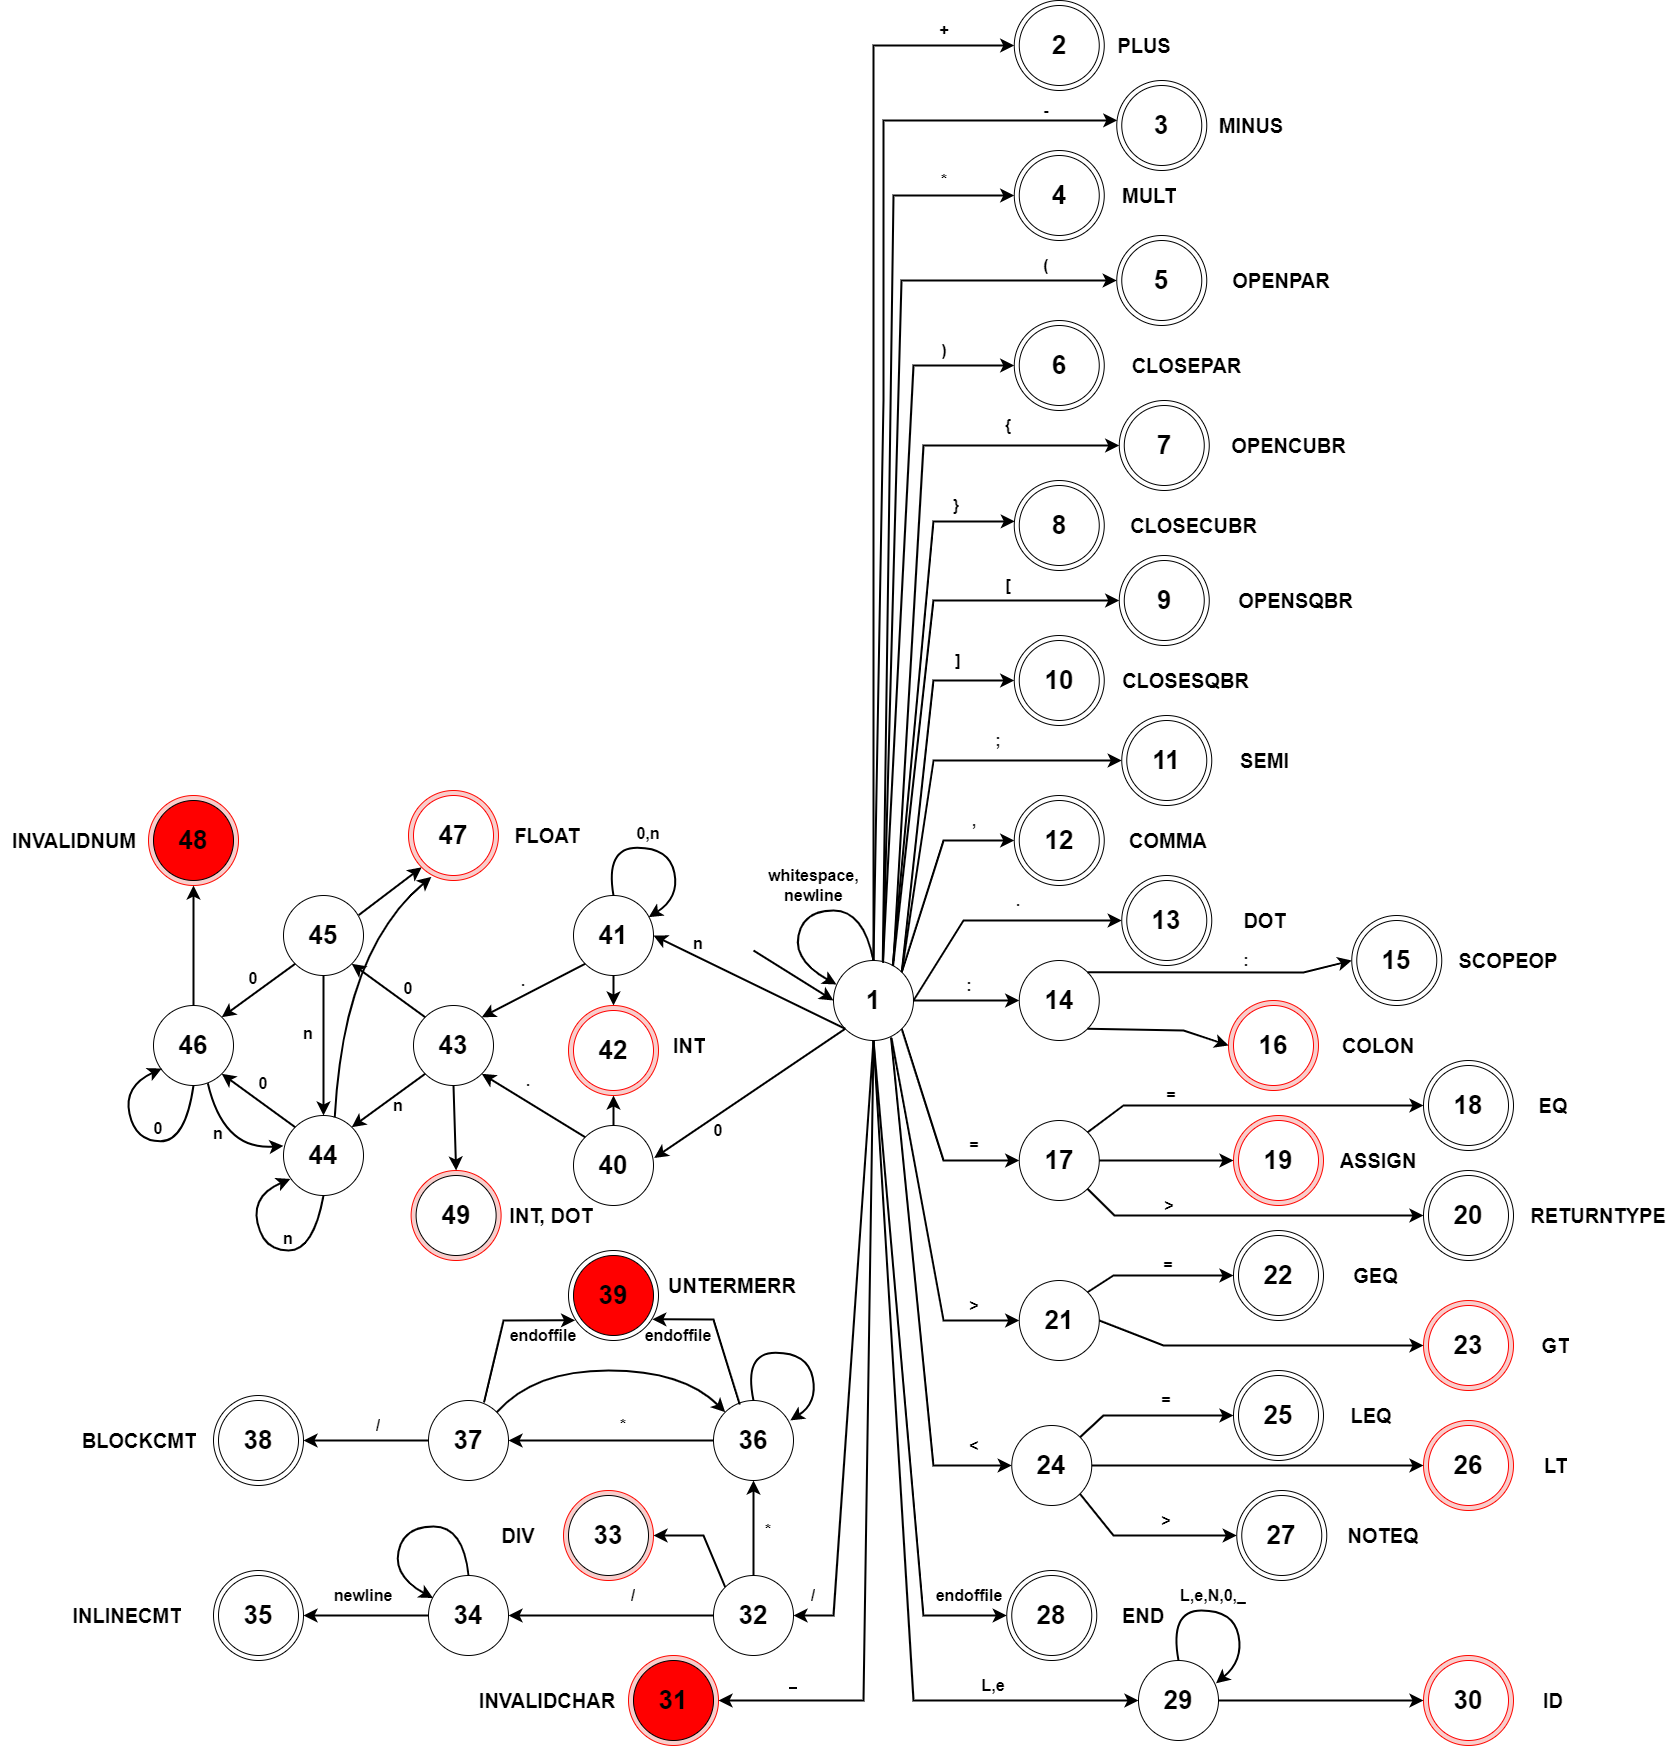 +
2 PLUS
-
3 MINUS
*
4 MULT
(
5 OPENPAR
)
6 CLOSEPAR
{
7 OPENCUBR
}
8 CLOSECUBR
[
9 OPENSQBR
]
10 CLOSESQBR
;
11 SEMI
,
12 COMMA
.
13 DOT
:
14
:
15 SCOPEOP
16 COLON
=
17
=
18 EQ
19 ASSIGN
>
20 RETURNTYPE
>
21
=
22 GEQ
23 GT
<
24
=
25 LEQ
26 LT
>
27 NOTEQ
endoffile
28 END
L,e
29
L,e,N,0,_
30 ID
whitespace,
newline
1
n
41
0,n
.
42 INT
0
40
.
43
0
45
n
44
n
49 INT, DOT
47 FLOAT
0
n
0
46
0
n
INVALIDNUM 48
39 UNTERMERR
endoffile
endoffile
BLOCKCMT 38
/
37
*
36
*
DIV 33
/
32
/
34
newline
INLINECMT 35
INVALIDCHAR 31
_